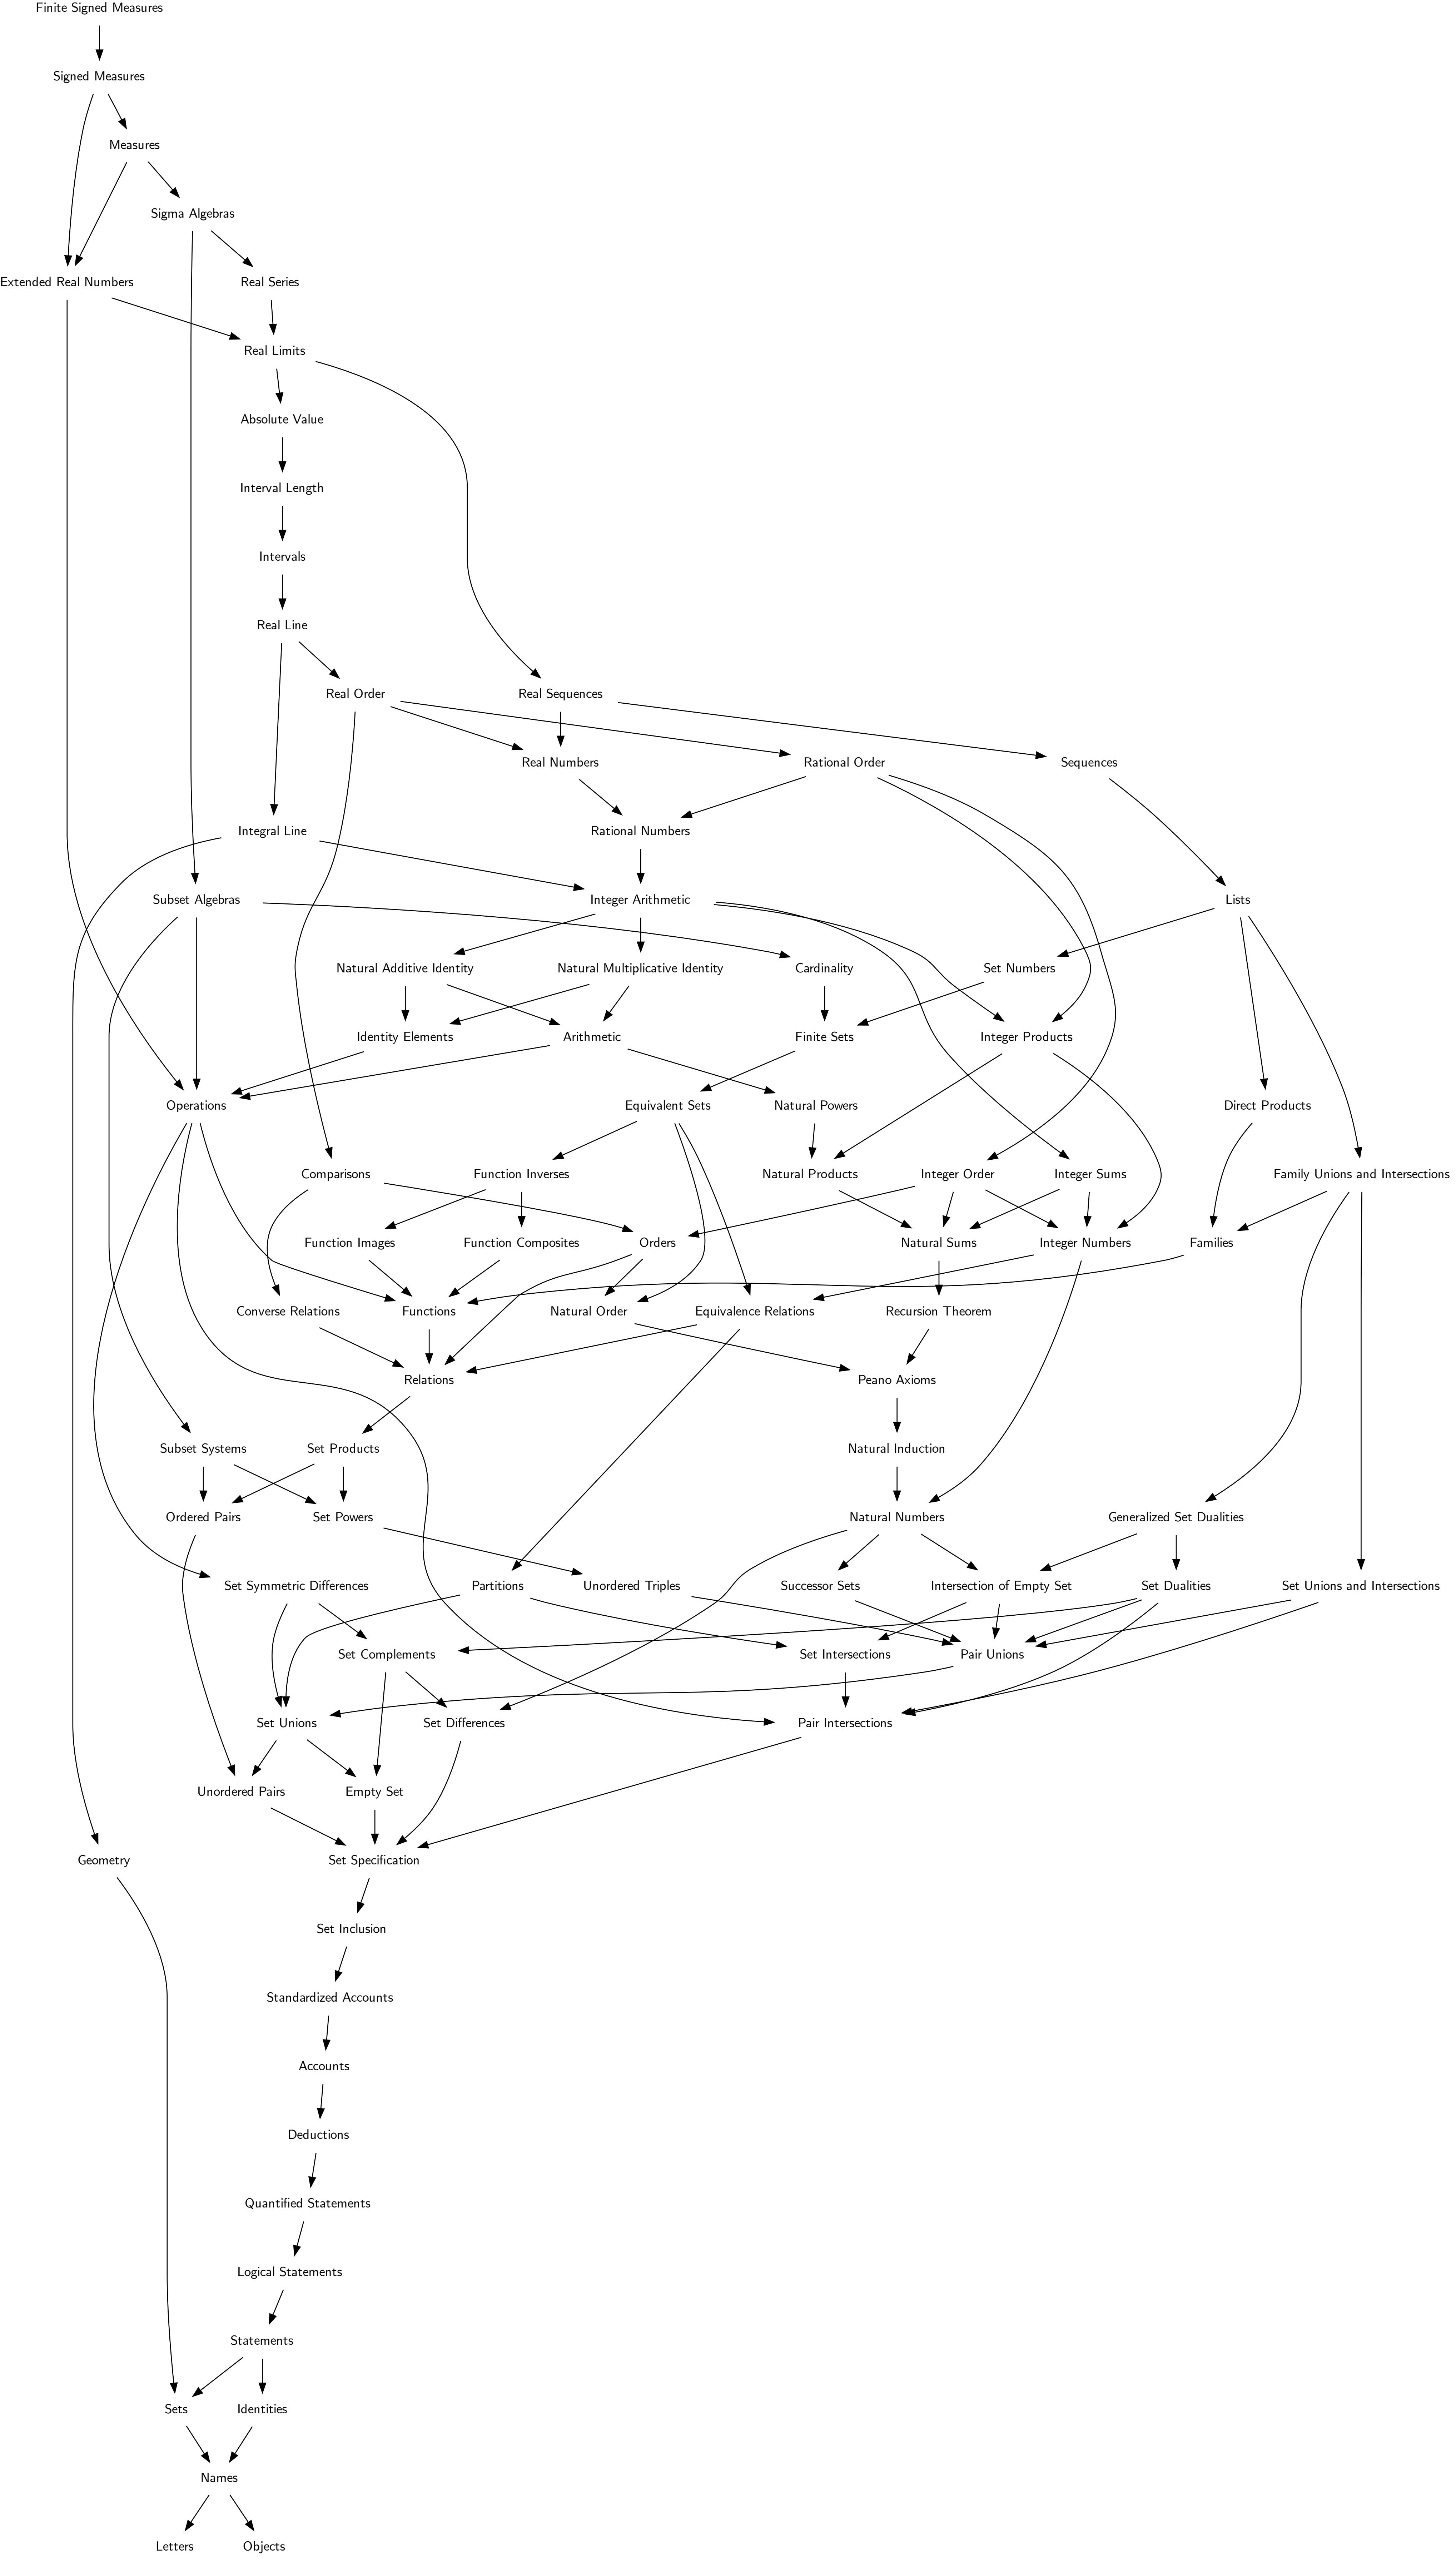 Finite Signed Measures
Signed Measures
Measures
Sigma Algebras
Extended Real Numbers
Real Series
Real Limits
Absolute Value
Interval Length
Intervals
Real Line
Real Order
Real Sequences
Real Numbers
Rational Order
Sequences
Integral Line
Rational Numbers
Subset Algebras
Integer Arithmetic
Lists
Natural Additive Identity
Natural Multiplicative Identity
Cardinality
Set Numbers
Identity Elements
Arithmetic
Finite Sets
Integer Products
Operations
Equivalent Sets
Natural Powers
Direct Products
Comparisons
Function Inverses
Natural Products
Integer Order
Integer Sums
Family Unions and Intersections
Function Images
Function Composites
Orders
Natural Sums
Integer Numbers
Families
Converse Relations
Functions
Natural Order
Equivalence Relations
Recursion Theorem
Relations
Peano Axioms
Subset Systems
Set Products
Natural Induction
Ordered Pairs
Set Powers
Natural Numbers
Generalized Set Dualities
Set Symmetric Differences
Partitions
Unordered Triples
Successor Sets
Intersection of Empty Set
Set Dualities
Set Unions and Intersections
Set Complements
Set Intersections
Pair Unions
Set Unions
Set Differences
Pair Intersections
Unordered Pairs
Empty Set
Geometry
Set Specification
Set Inclusion
Standardized Accounts
Accounts
Deductions
Quantified Statements
Logical Statements
Statements
Sets
Identities
Names
Letters
Objects